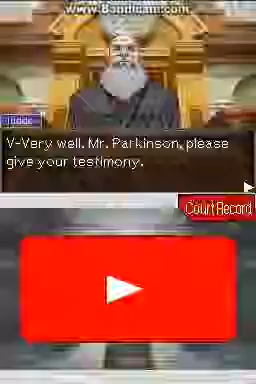 www.Bandicam.com
Judge
V-Very well. Mr. Parkinson, please
give your testimony.
Court Record